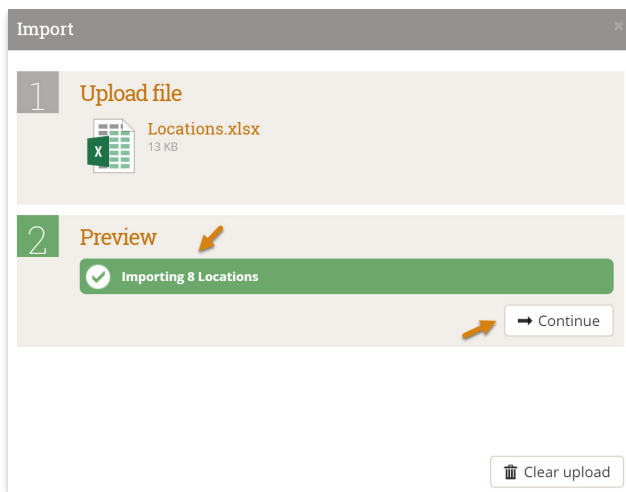 Import
1
Upload file
Locations.xlsx
X
13 KB
2
Preview
Importing 8 Locations
Continue
Clear upload